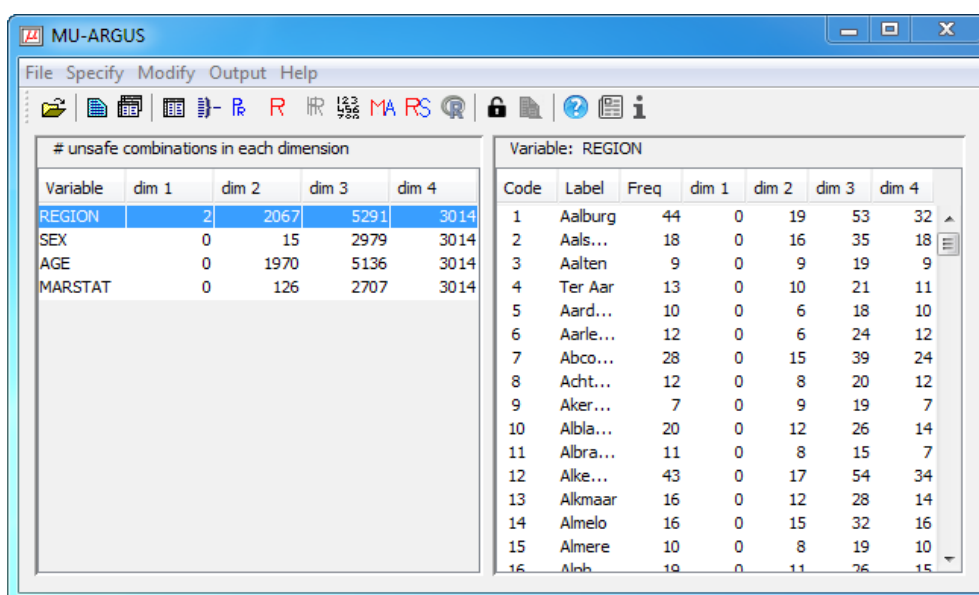 MU-ARGUS
File Specify Modify Output Help
# unsafe combinations in each dimension
Variable dim 1 dim 2 dim 3 dim 4
REGION 2 2067 5291 3014
SEX 0 15 2979 3014
AGE 0 1970 5136 3014
MARSTAT 0 126 2707 3014
Variable: REGION
Code Label Freq dim 1 dim 2 dim 3 dim 4
1 Aalburg 44 0 19 53 32
2 Aals... 18 0 16 35 18
3 Aalten 9 0 9 19 9
4 Ter Aar 13 0 10 21 11
5 Aard... 10 0 6 18 10
6 Aarle... 12 0 6 24 12
7 Abco... 28 0 15 39 24
8 Acht... 12 0 8 20 12
9 Aker... 7 0 9 19 7
10 Albla... 20 0 12 26 14
11 Albra... 11 0 8 15 7
12 Alke... 43 0 17 54 34
13 Alkmaar 16 0 12 28 14
14 Almelo 16 0 15 32 16
15 Almere 10 0 8 19 10
16 Alph 19 0 11 26 15